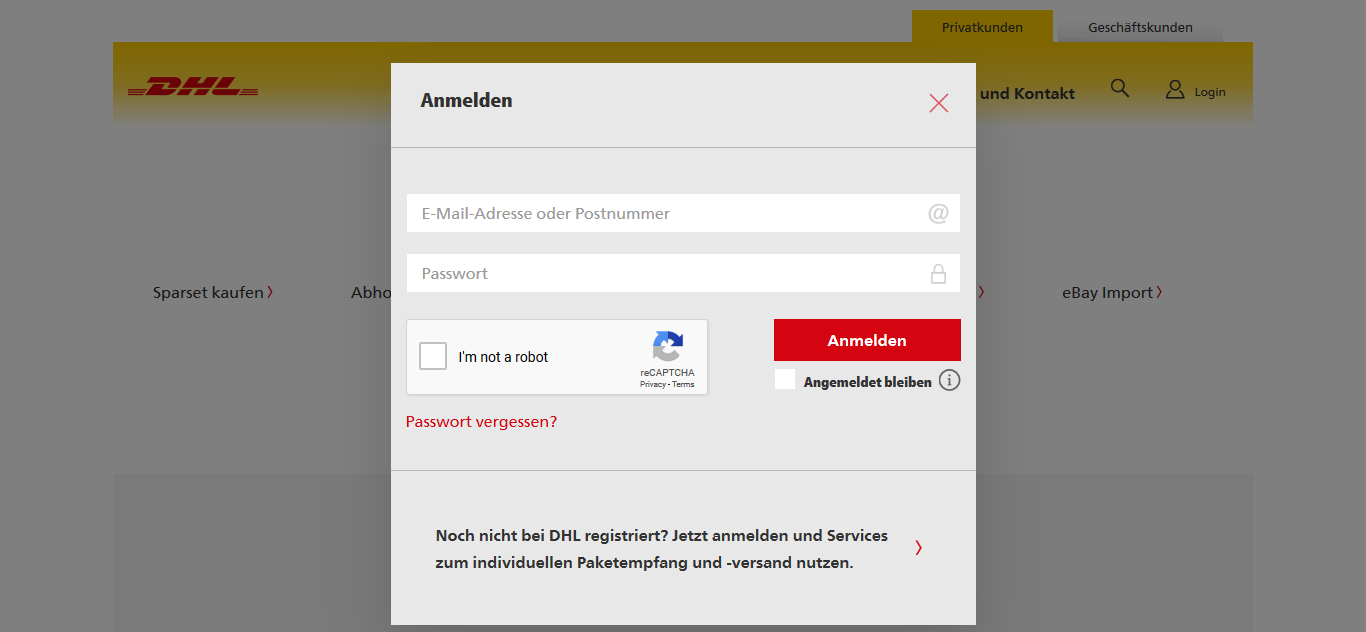 Privatkunden
Geschäftskunden
DHL
und Kontakt
Login
Anmelden
E-Mail-Adresse oder Postnummer
@
Passwort
Sparset kaufen
Abho
eBay Import
I'm not a robot
reCAPTCHA
Privacy - Terms
Anmelden
Angemeldet bleiben
Passwort vergessen?
Noch nicht bei DHL registriert? Jetzt anmelden und Services
zum individuellen Paketempfang und -versand nutzen.